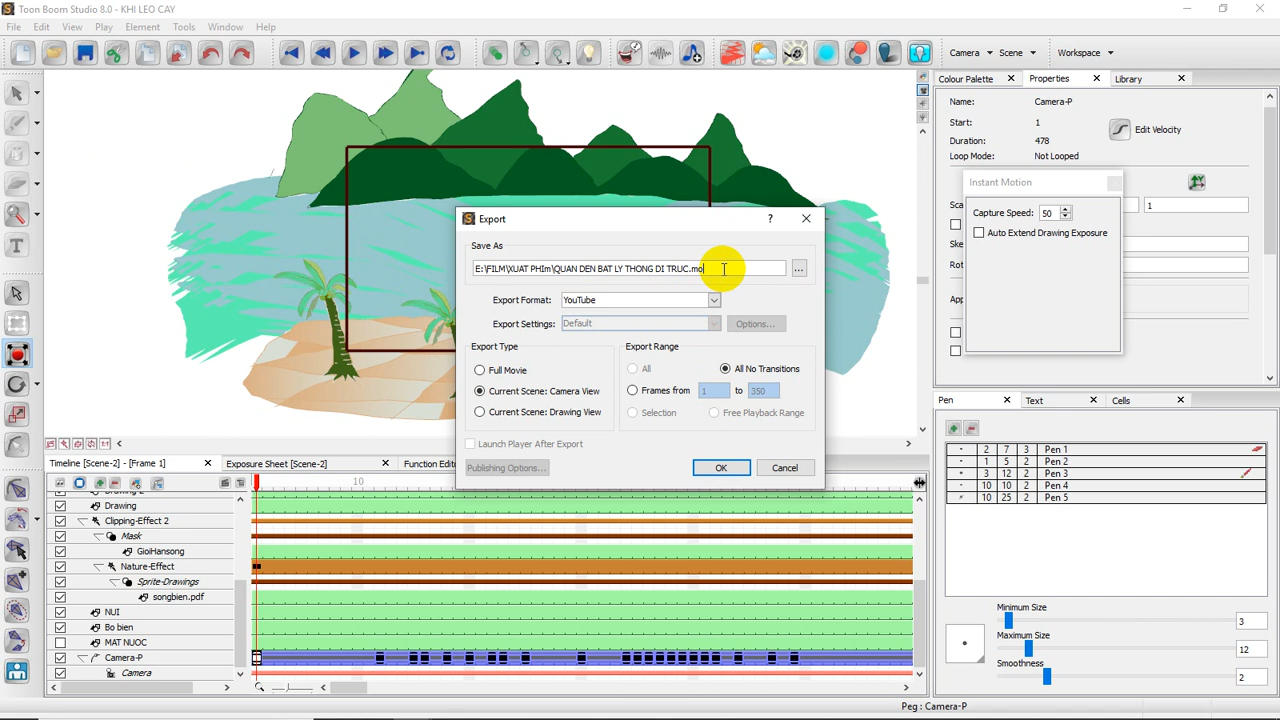 Toon Boom Studio 8.0 - KHI LEO CAY
File Edit View Play Element Tools Window Help
Camera Scene Workspace
Colour Palette Properties Library
Name: Camera-P
Start: 1
Duration: 478
Loop Mode: Not Looped
Edit Velocity
Instant Motion
Capture Speed: 50
Auto Extend Drawing Exposure
1
Export
Save As
E:\FILM\XUAT PHIm\QUAN DEN BAT LY THONG DI TRUC.mo
...
Export Format: YouTube
Export Settings: Default Options...
Export Type Export Range
Full Movie All All No Transitions
Current Scene: Camera View Frames from 1 to 350
Current Scene: Drawing View Selection Free Playback Range
Launch Player After Export
Publishing Options... OK Cancel
Pen Text Cells
2 7 3 Pen 1
1 5 2 Pen 2
3 12 2 Pen 3
10 10 2 Pen 4
10 25 2 Pen 5
Minimum Size
3
Maximum Size
12
Smoothness
2
Timeline [Scene-2] - [Frame 1] Exposure Sheet [Scene-2] Function Edit
10
Drawing
Clipping-Effect 2
Mask
GioiHansong
Nature-Effect
Sprite-Drawings
songbien.pdf
NUI
Bo bien
MAT NUOC
Camera-P
Camera
Peg : Camera-P